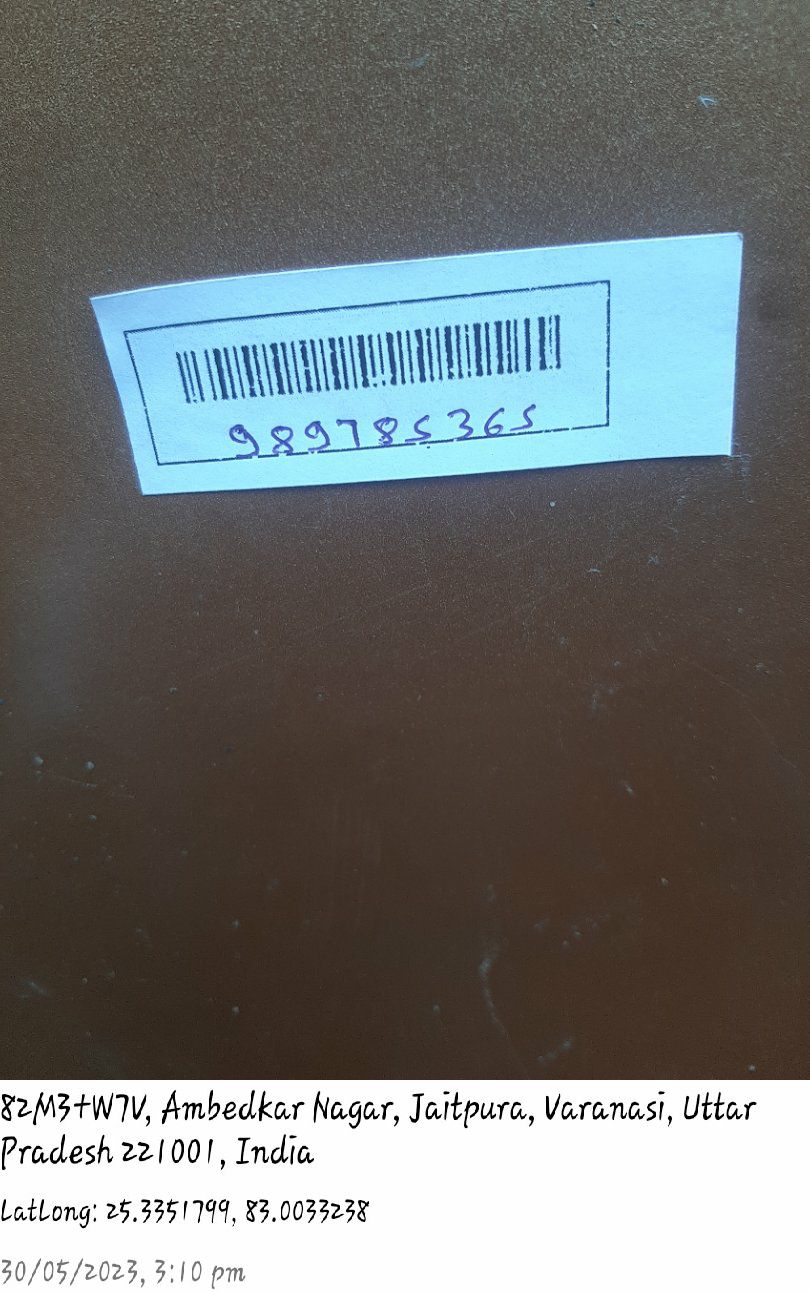 989785365
82M3+W7V, Ambedkar Nagar, Jaitpura, Varanasi, Uttar
Pradesh 221001, India
LatLong: 25.3351799, 83.0033238
30/05/2023, 3:10 pm